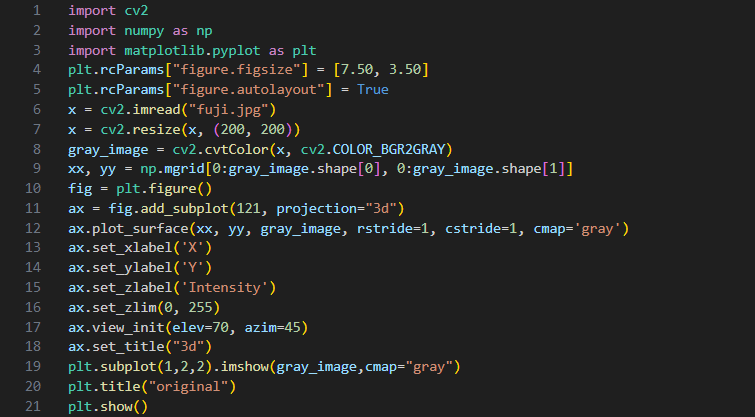 1 import cv2
2 import numpy as np
3 import matplotlib.pyplot as plt
4 plt.rcParams["figure.figsize"] = [7.50, 3.50]
5 plt.rcParams["figure.autolayout"] = True
6 x = cv2.imread("fuji.jpg")
7 x = cv2.resize(x, (200, 200))
8 gray_image = cv2.cvtColor(x, cv2.COLOR_BGR2GRAY)
9 xx, yy = np.mgrid[0:gray_image.shape[0], 0:gray_image.shape[1]]
10 fig = plt.figure()
11 ax = fig.add_subplot(121, projection="3d")
12 ax.plot_surface(xx, yy, gray_image, rstride=1, cstride=1, cmap='gray')
13 ax.set_xlabel('X')
14 ax.set_ylabel('Y')
15 ax.set_zlabel('Intensity')
16 ax.set_zlim(0, 255)
17 ax.view_init(elev=70, azim=45)
18 ax.set_title("3d")
19 plt.subplot(1,2,2).imshow(gray_image,cmap="gray")
20 plt.title("original")
21 plt.show()